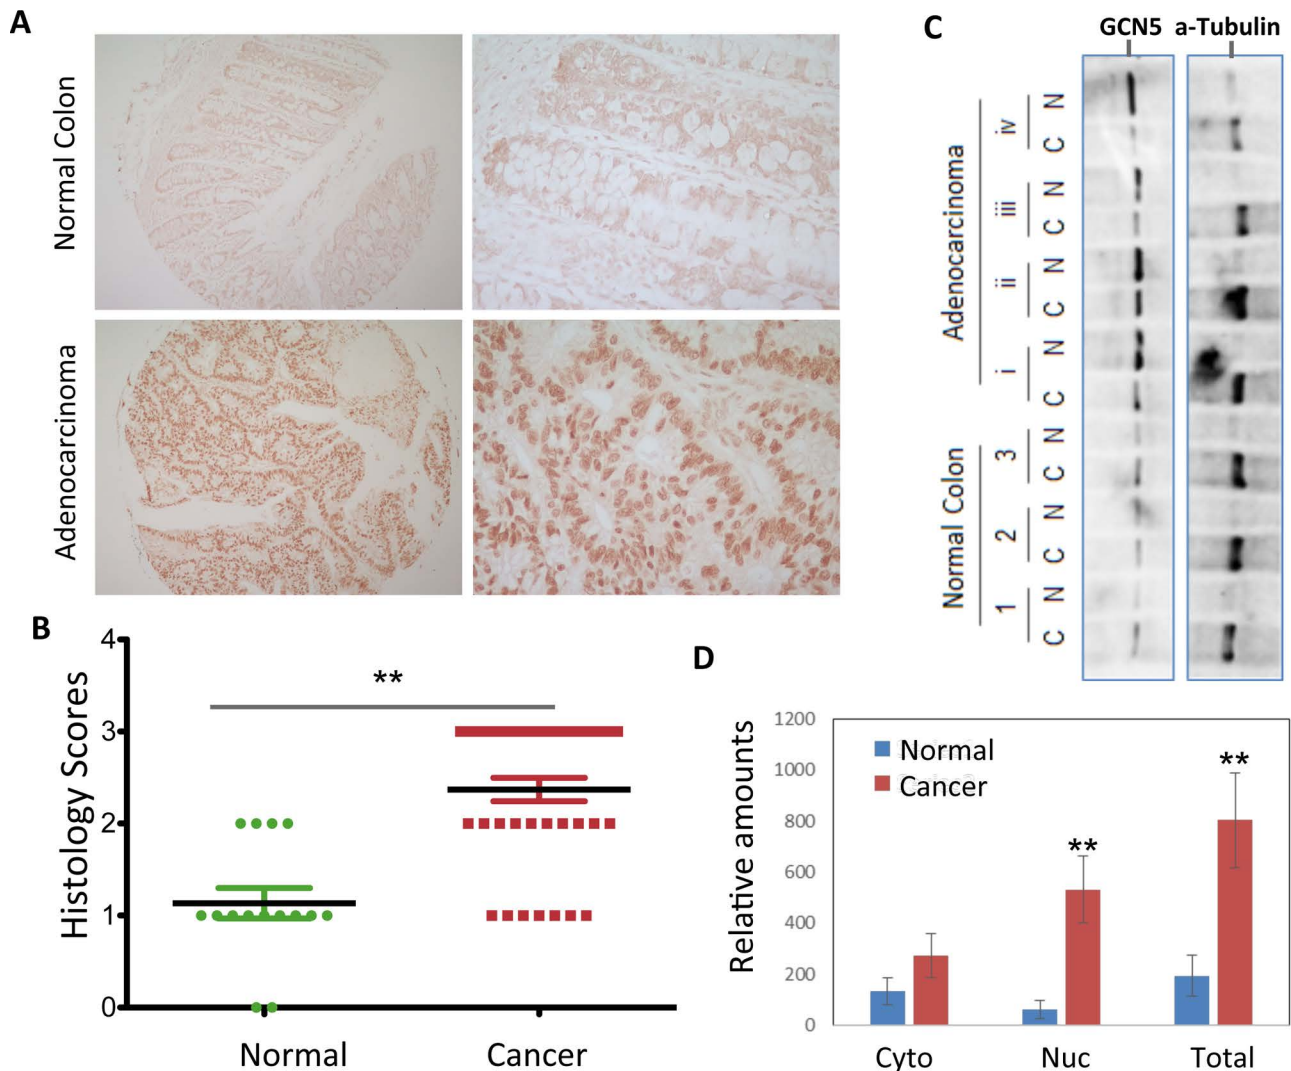 A
Normal Colon
Adenocarcinoma
B
Histology Scores
4
3
2
1
0
**
Normal
Cancer
C
GCN5 a-Tubulin
Adenocarcinoma
iv
iii
ii
i
N
C
N
C
N
C
N
C
Normal Colon
3
2
1
N
C
N
C
N
C
D
Relative amounts
1200
1000
800
600
400
200
0
Normal
Cancer
**
**
Cyto
Nuc
Total